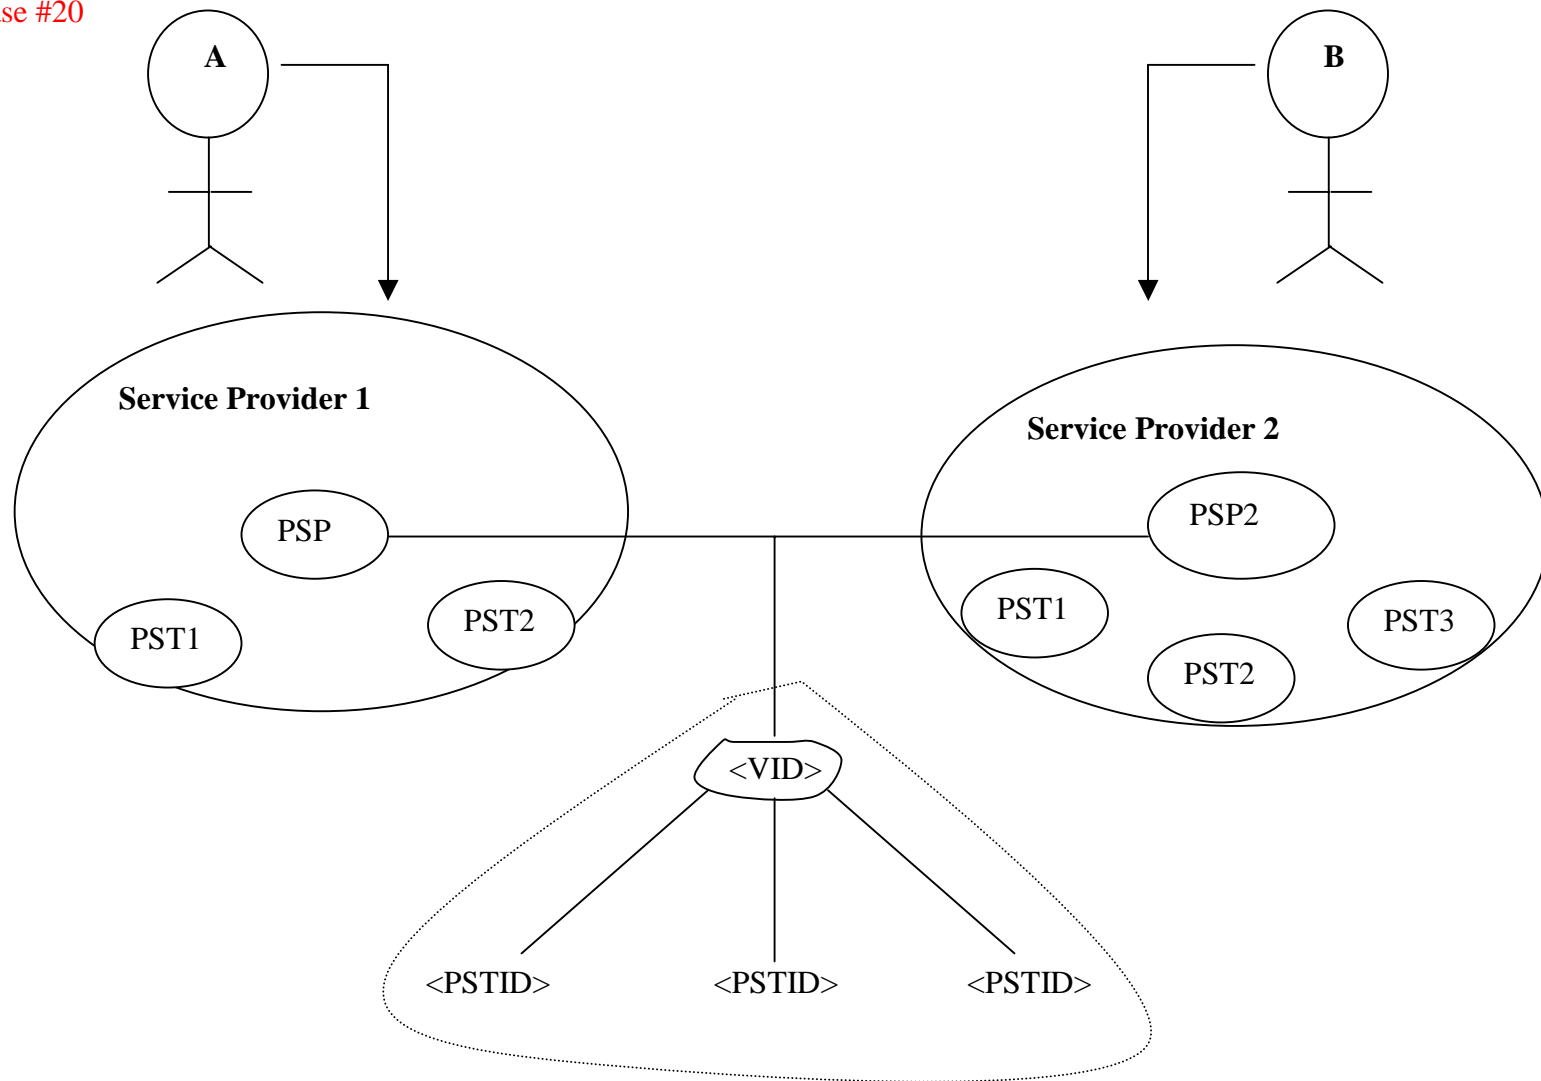 se #20
A
B
Service Provider 1
Service Provider 2
PSP
PSP2
PST1
PST2
PST1
PST2
PST3
<VID>
<PSTID>
<PSTID>
<PSTID>